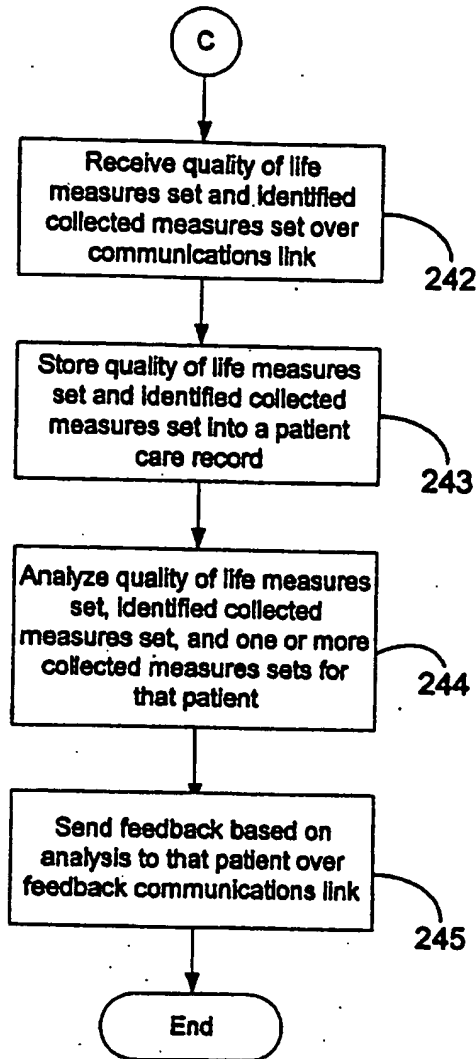 C
Receive quality of life
measures set and identified
collected measures set over
communications link
242
Store quality of life measures
set and identified collected
measures set into a patient
care record
243
Analyze quality of life measures
set, identified collected
measures set, and one or more
collected measures sets for
that patient
244
Send feedback based on
analysis to that patient over
feedback communications link
245
End